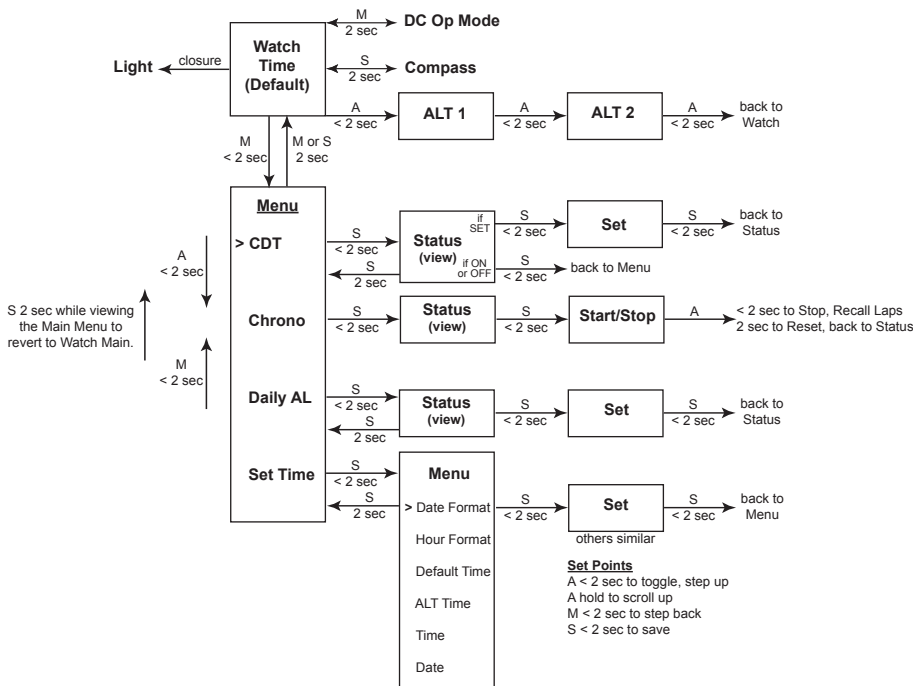 M
2 sec
DC Op Mode
Watch
Time
(Default)
Light
closure
S
2 sec
Compass
A
< 2 sec
ALT 1
A
< 2 sec
ALT 2
A
< 2 sec
back to
Watch
M
< 2 sec
M or S
2 sec
Menu
> CDT
S
< 2 sec
S
2 sec
Status
(view)
if
SET
if ON
or OFF
S
< 2 sec
Set
S
< 2 sec
back to
Status
S
< 2 sec
back to Menu
A
< 2 sec
S 2 sec while viewing
the Main Menu to
revert to Watch Main.
M
< 2 sec
Chrono
S
< 2 sec
Status
(view)
S
< 2 sec
Start/Stop
A
< 2 sec to Stop, Recall Laps
2 sec to Reset, back to Status
Daily AL
S
< 2 sec
S
2 sec
Status
(view)
S
< 2 sec
Set
S
< 2 sec
back to
Status
Set Time
S
< 2 sec
S
2 sec
Menu
> Date Format
Hour Format
Default Time
ALT Time
Time
Date
S
< 2 sec
Set
others similar
S
< 2 sec
back to
Menu
Set Points
A < 2 sec to toggle, step up
A hold to scroll up
M < 2 sec to step back
S < 2 sec to save